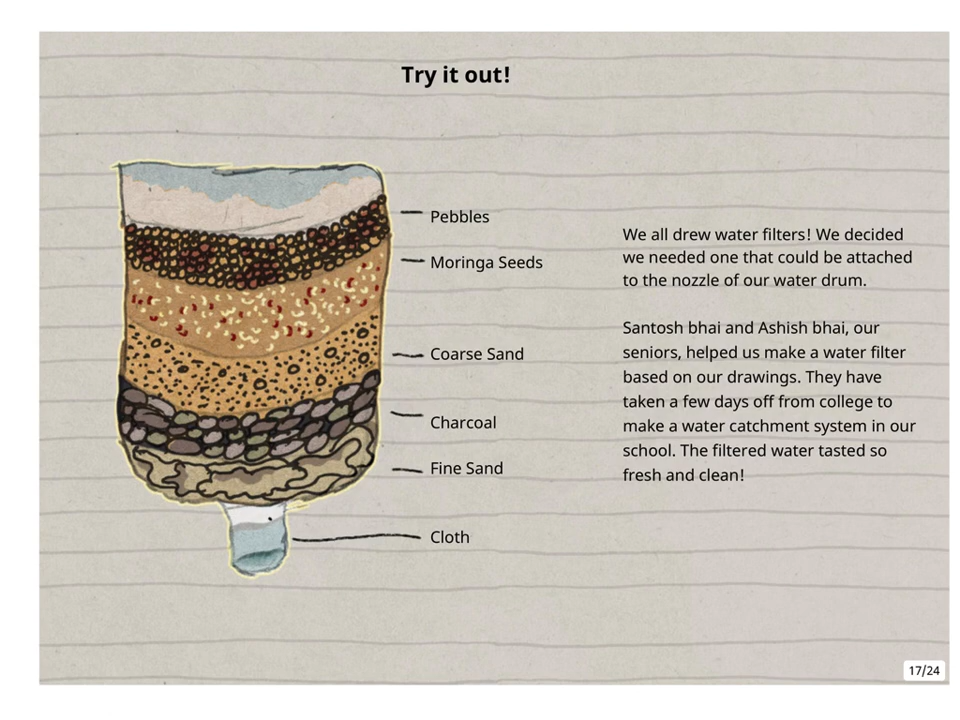 Try it out!
Pebbles
Moringa Seeds
Coarse Sand
Charcoal
Fine Sand
Cloth
We all drew water filters! We decided
we needed one that could be attached
to the nozzle of our water drum.
Santosh bhai and Ashish bhai, our
seniors, helped us make a water filter
based on our drawings. They have
taken a few days off from college to
make a water catchment system in our
school. The filtered water tasted so
fresh and clean!
17/24